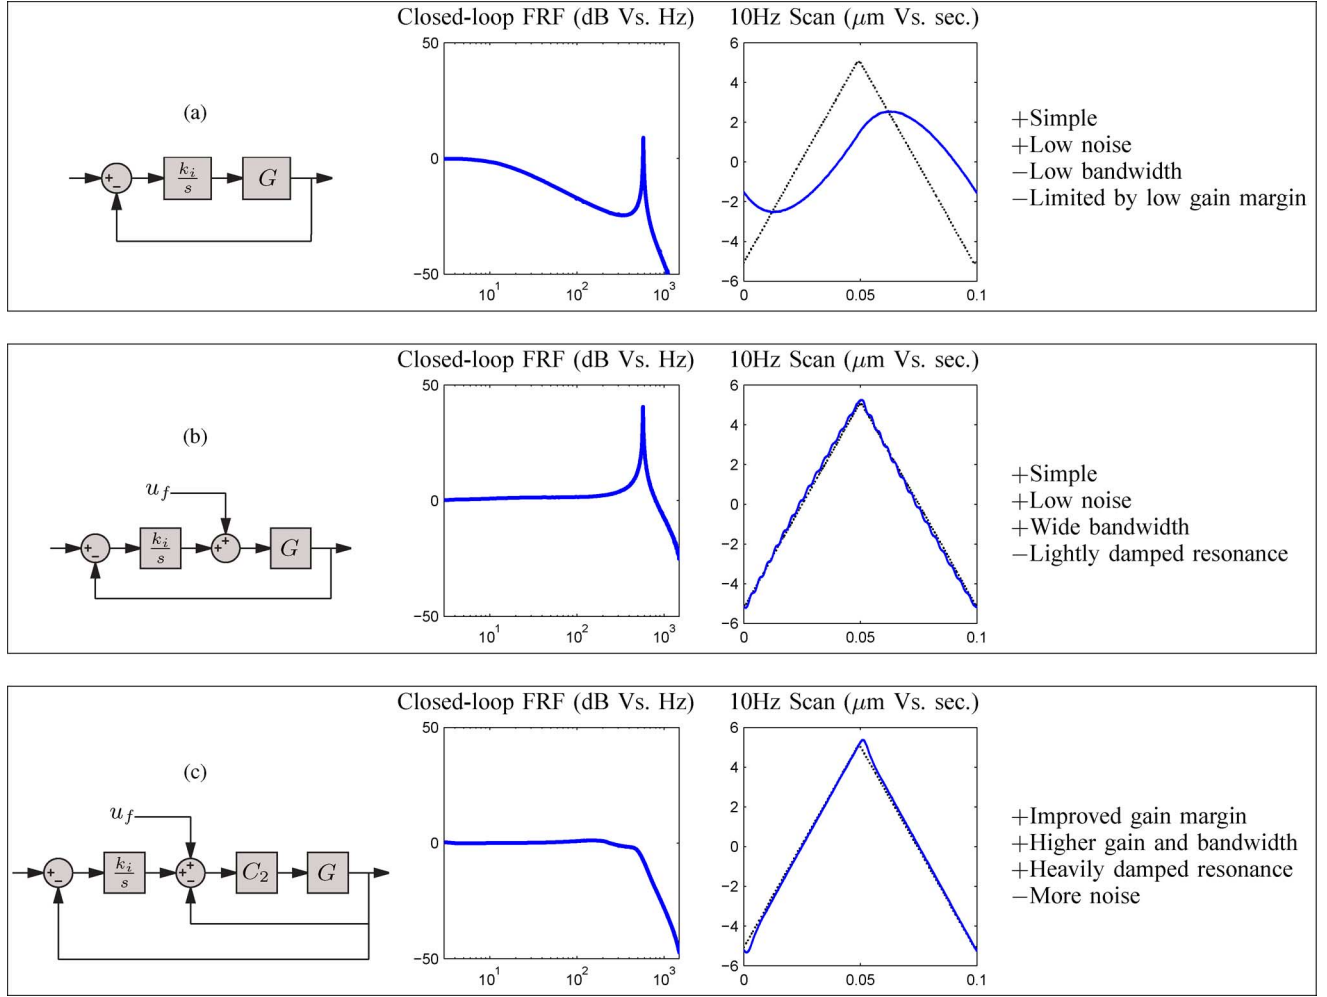 Closed-loop FRF (dB Vs. Hz)
10Hz Scan (μm Vs. sec.)
(a)
+
−
k_i
s
G
50
0
−50
10^1
10^2
10^3
6
4
2
0
−2
−4
−6
0
0.05
0.1
+Simple
+Low noise
−Low bandwidth
−Limited by low gain margin
Closed-loop FRF (dB Vs. Hz)
10Hz Scan (μm Vs. sec.)
(b)
u_f
+
−
k_i
s
+ +
G
50
0
−50
10^1
10^2
10^3
6
4
2
0
−2
−4
−6
0
0.05
0.1
+Simple
+Low noise
+Wide bandwidth
−Lightly damped resonance
Closed-loop FRF (dB Vs. Hz)
10Hz Scan (μm Vs. sec.)
(c)
u_f
+
−
k_i
s
+ +
−
C_2
G
50
0
−50
10^1
10^2
10^3
6
4
2
0
−2
−4
−6
0
0.05
0.1
+Improved gain margin
+Higher gain and bandwidth
+Heavily damped resonance
−More noise